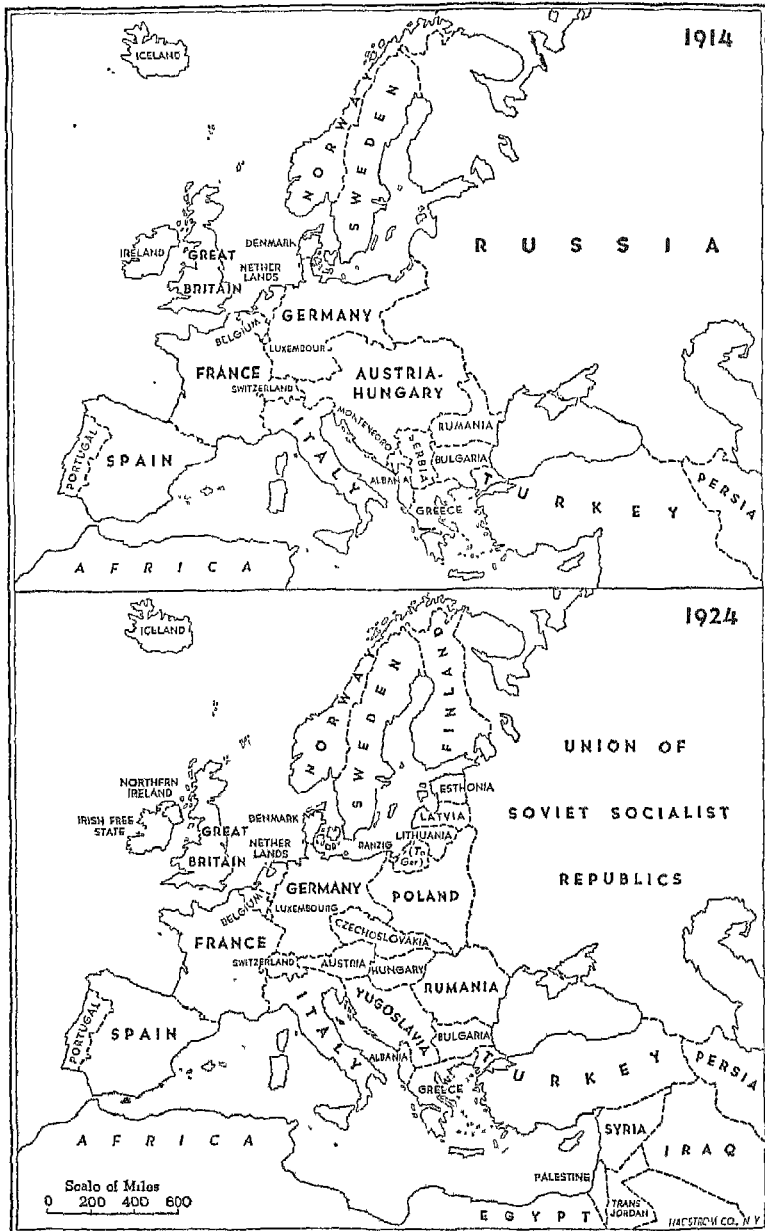 1914
ICELAND
NORWAY
SWEDEN
RUSSIA
DENMARK
IRELAND
GREAT
BRITAIN
NETHER
LANDS
GERMANY
BELGIUM
LUXEMBOUR
FRANCE
AUSTRIA-
HUNGARY
SWITZERLAND
MONTENEGRO
SERBIA
RUMANIA
BULGARIA
ITALY
PORTUGAL
SPAIN
ALBANIA
TURKEY
PERSIA
GREECE
AFRICA
1924
ICELAND
NORWAY
SWEDEN
FINLAND
UNION OF
SOVIET SOCIALIST
REPUBLICS
NORTHERN
IRELAND
IRISH FREE
STATE
GREAT
BRITAIN
DENMARK
NETHER
LANDS
ESTHONIA
LATVIA
LITHUANIA
DANZIG
(To
Ger)
GERMANY
POLAND
BELGIUM
LUXEMBOURG
CZECHOSLOVAKIA
FRANCE
SWITZERLAND
AUSTRIA
HUNGARY
RUMANIA
YUGOSLAVIA
BULGARIA
ITALY
PORTUGAL
SPAIN
ALBANIA
TURKEY
PERSIA
GREECE
AFRICA
SYRIA
IRAQ
PALESTINE
TRANS
JORDAN
EGYPT
Scale of Miles
0 200 400 600
HAGSTROM CO., N.Y.